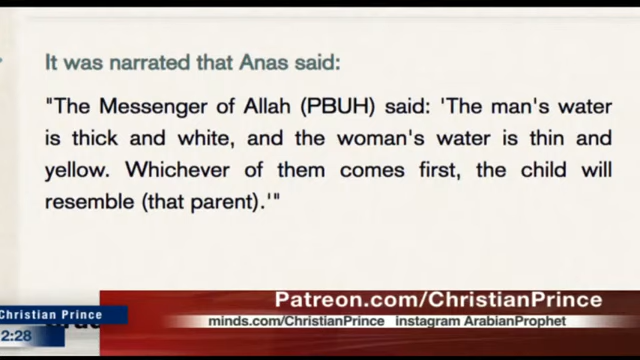 It was narrated that Anas said:
"The Messenger of Allah (PBUH) said: 'The man's water
is thick and white, and the woman's water is thin and
yellow. Whichever of them comes first, the child will
resemble (that parent).'"
Patreon.com/ChristianPrince
Christian Prince
minds.com/ChristianPrince instagram ArabianProphet
2:28